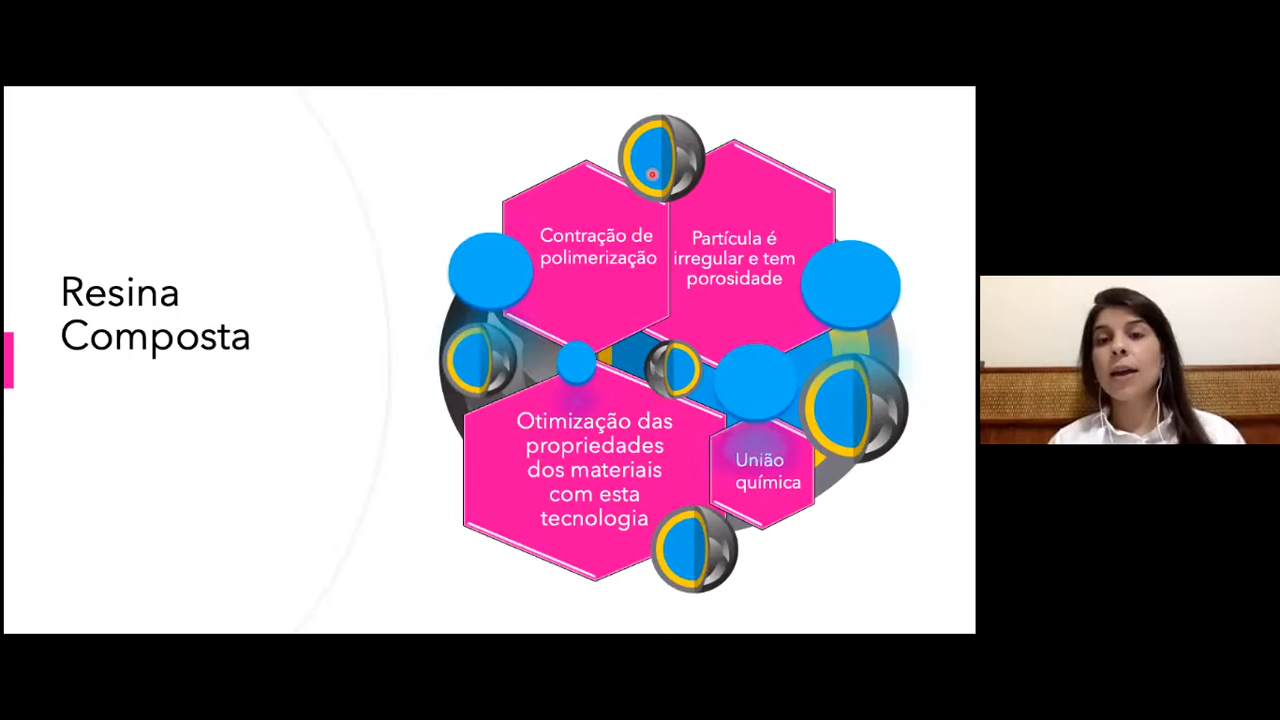 Resina
Composta
Contração de
polimerização
Partícula é
irregular e tem
porosidade
Otimização das
propriedades
dos materiais
com esta
tecnologia
União
química